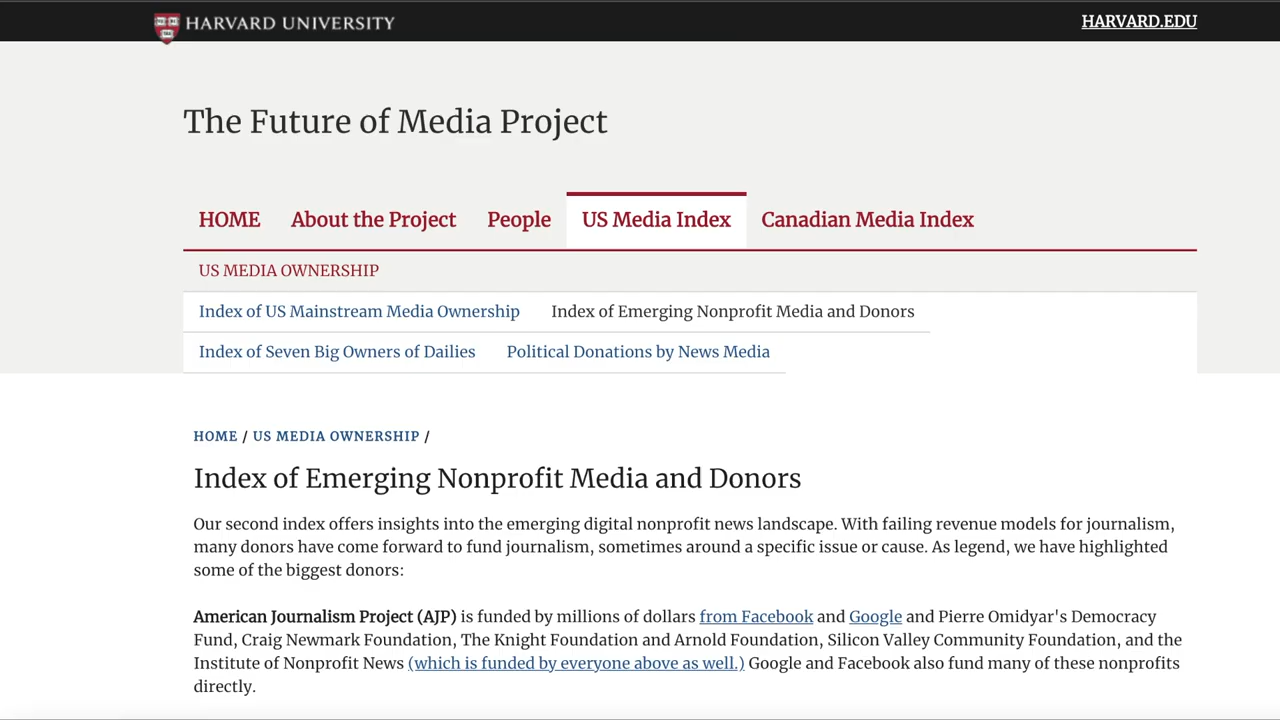 HARVARD UNIVERSITY
HARVARD.EDU
The Future of Media Project
HOME About the Project People US Media Index Canadian Media Index
US MEDIA OWNERSHIP
Index of US Mainstream Media Ownership Index of Emerging Nonprofit Media and Donors
Index of Seven Big Owners of Dailies Political Donations by News Media
HOME / US MEDIA OWNERSHIP /
Index of Emerging Nonprofit Media and Donors
Our second index offers insights into the emerging digital nonprofit news landscape. With failing revenue models for journalism,
many donors have come forward to fund journalism, sometimes around a specific issue or cause. As legend, we have highlighted
some of the biggest donors:
American Journalism Project (AJP) is funded by millions of dollars from Facebook and Google and Pierre Omidyar's Democracy
Fund, Craig Newmark Foundation, The Knight Foundation and Arnold Foundation, Silicon Valley Community Foundation, and the
Institute of Nonprofit News (which is funded by everyone above as well.) Google and Facebook also fund many of these nonprofits
directly.